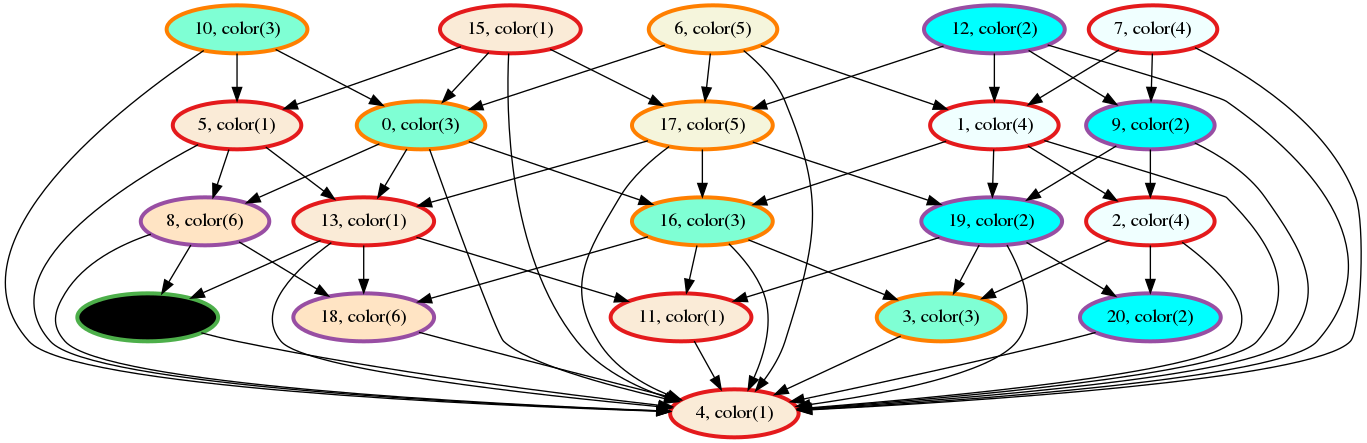 10, color(3)
15, color(1)
6, color(5)
12, color(2)
7, color(4)
5, color(1)
0, color(3)
17, color(5)
1, color(4)
9, color(2)
8, color(6)
13, color(1)
16, color(3)
19, color(2)
2, color(4)
18, color(6)
11, color(1)
3, color(3)
20, color(2)
4, color(1)